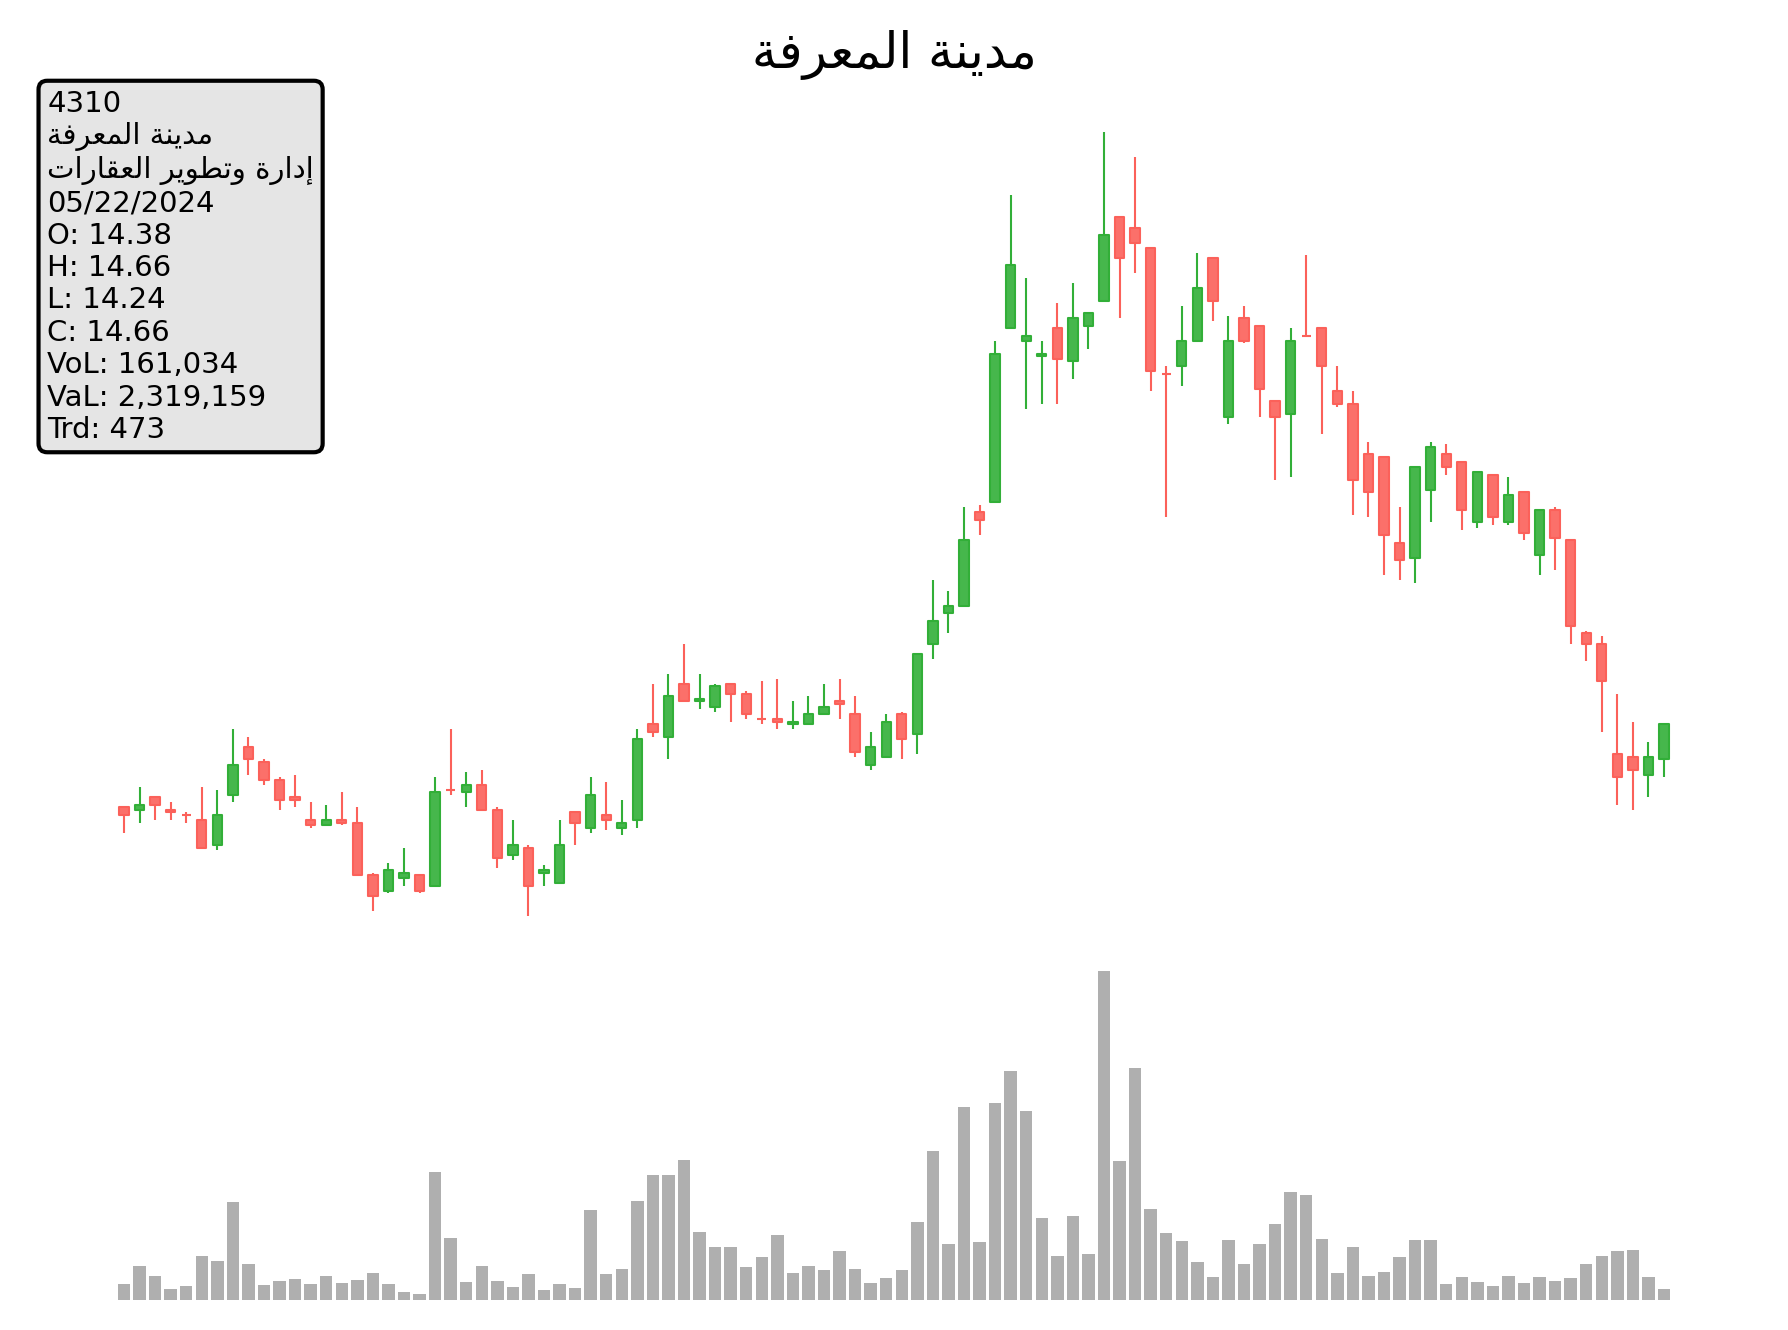 مدينة المعرفة
4310
مدينة المعرفة
إدارة وتطوير العقارات
05/22/2024
O: 14.38
H: 14.66
L: 14.24
C: 14.66
VoL: 161,034
VaL: 2,319,159
Trd: 473